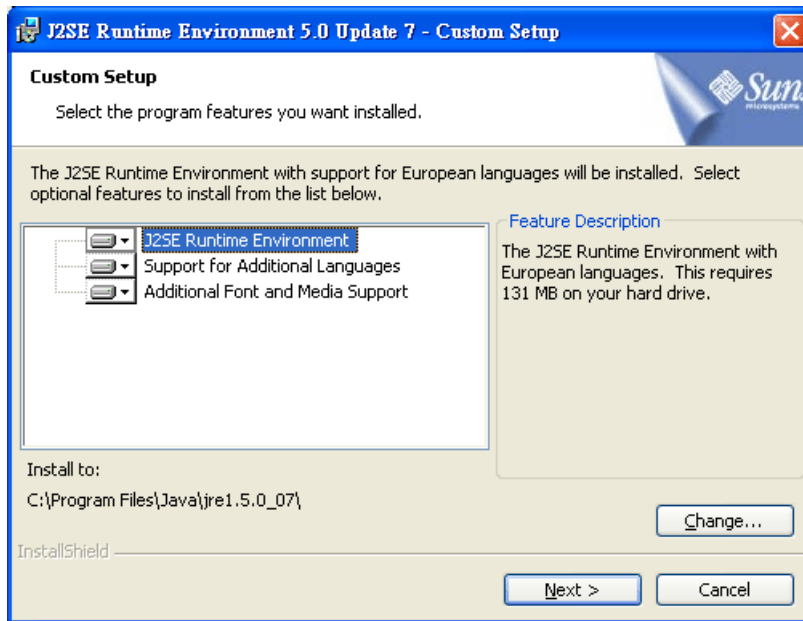 J2SE Runtime Environment 5.0 Update 7 - Custom Setup
Custom Setup
Select the program features you want installed.
Sun
microsystems
The J2SE Runtime Environment with support for European languages will be installed. Select
optional features to install from the list below.
J2SE Runtime Environment
Support for Additional Languages
Additional Font and Media Support
Feature Description
The J2SE Runtime Environment with
European languages. This requires
131 MB on your hard drive.
Install to:
C:\Program Files\Java\jre1.5.0_07\
Change...
InstallShield
Next >
Cancel